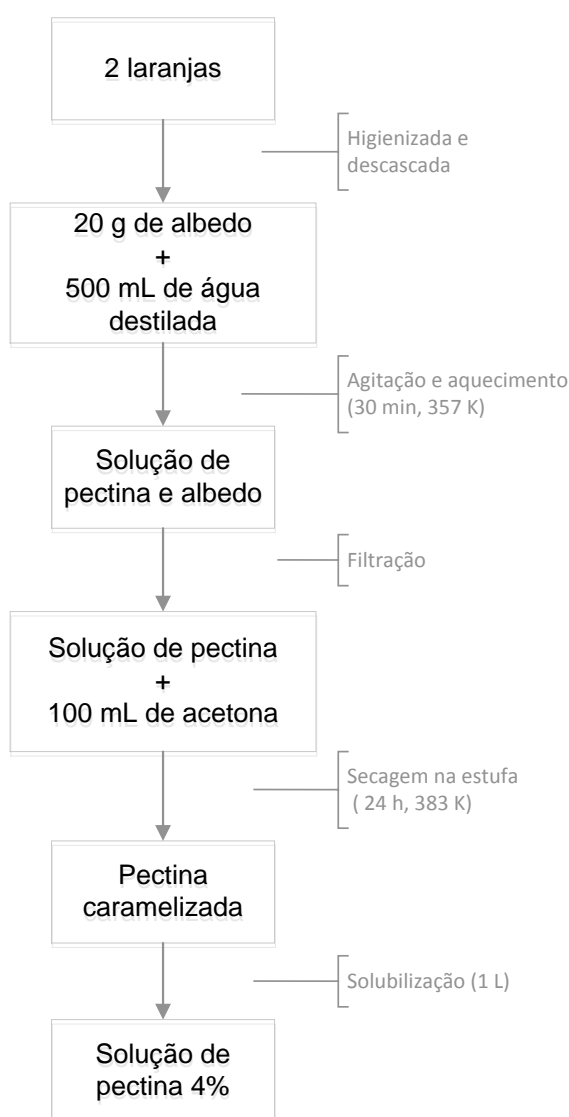 2 laranjas
Higienizada e
descascada
20 g de albedo
+
500 mL de água
destilada
Agitação e aquecimento
(30 min, 357 K)
Solução de
pectina e albedo
Filtração
Solução de pectina
+
100 mL de acetona
Secagem na estufa
( 24 h, 383 K)
Pectina
caramelizada
Solubilização (1 L)
Solução de
pectina 4%